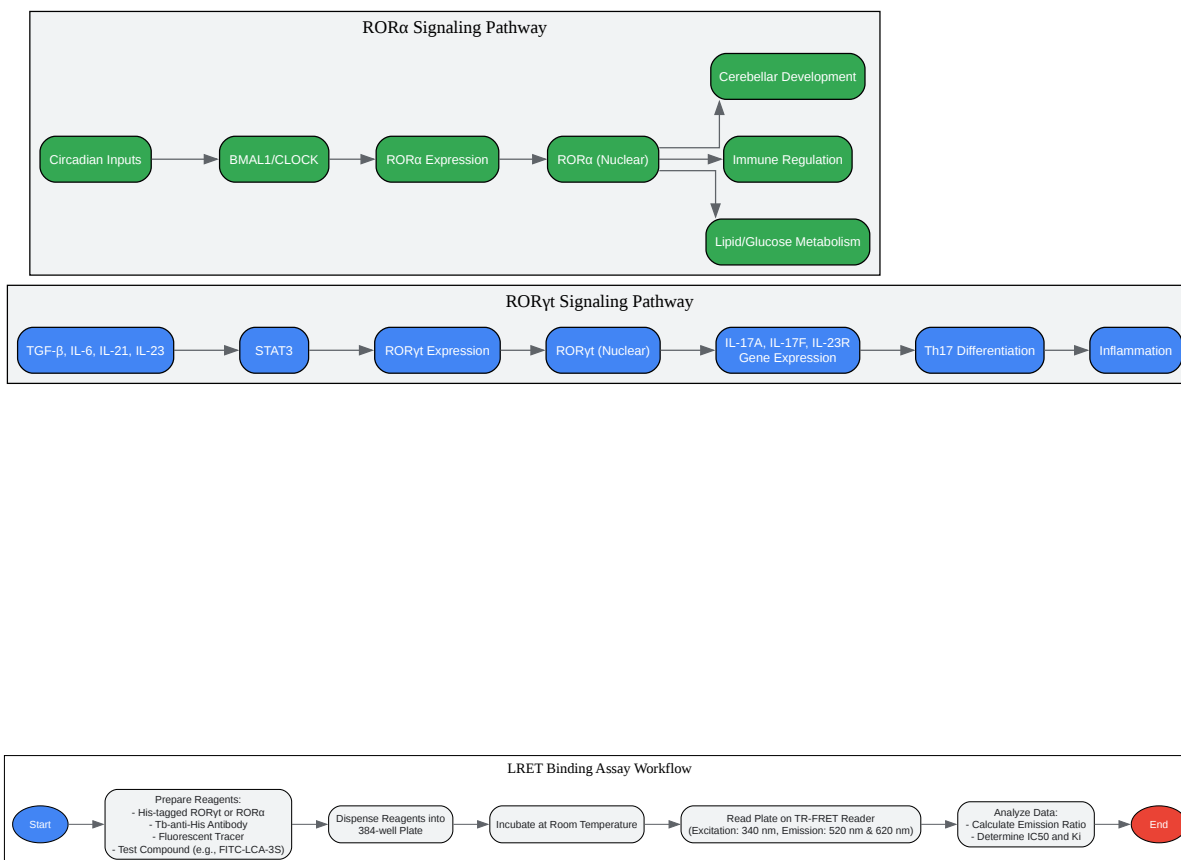 RORα Signaling Pathway
Cerebellar Development
Circadian Inputs
BMAL1/CLOCK
RORα Expression
RORα (Nuclear)
Immune Regulation
Lipid/Glucose Metabolism
RORγt Signaling Pathway
TGF-β, IL-6, IL-21, IL-23
STAT3
RORγt Expression
RORγt (Nuclear)
IL-17A, IL-17F, IL-23R
Gene Expression
Th17 Differentiation
Inflammation
LRET Binding Assay Workflow
Start
Prepare Reagents:
- His-tagged RORγt or RORα
- Tb-anti-His Antibody
- Fluorescent Tracer
- Test Compound (e.g., FITC-LCA-3S)
Dispense Reagents into
384-well Plate
Incubate at Room Temperature
Read Plate on TR-FRET Reader
(Excitation: 340 nm, Emission: 520 nm & 620 nm)
Analyze Data:
- Calculate Emission Ratio
- Determine IC50 and Ki
End